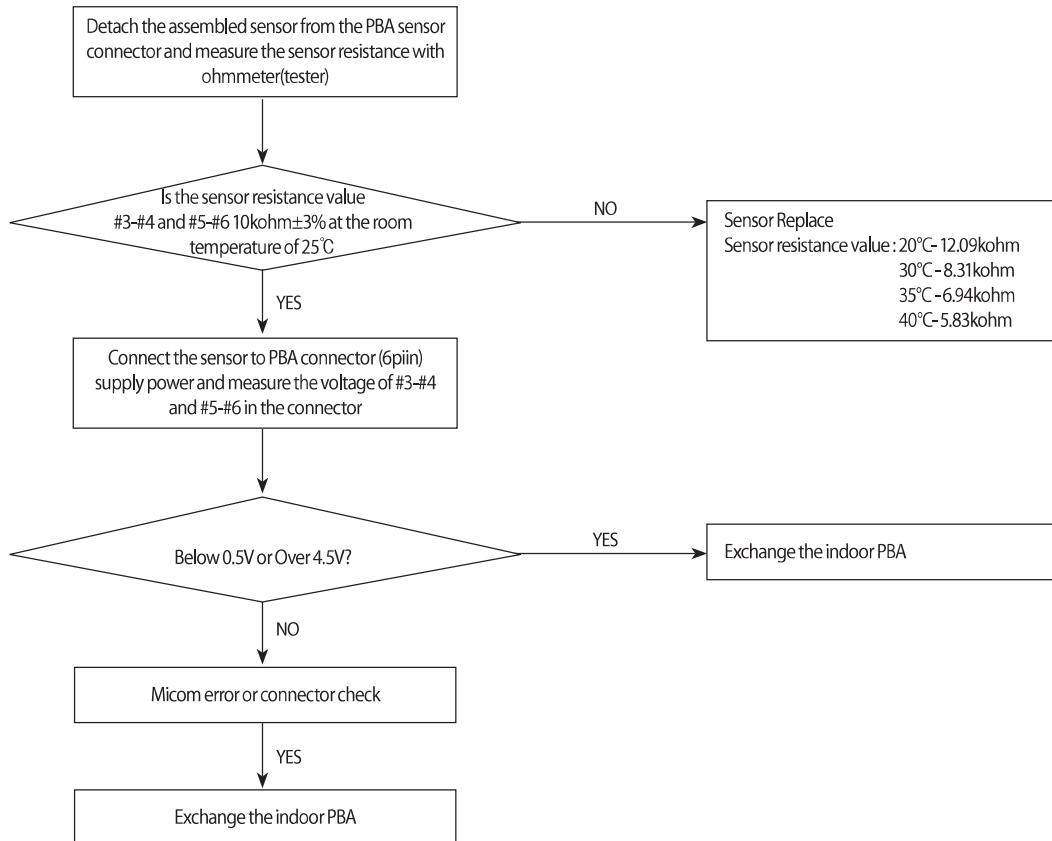 Detach the assembled sensor from the PBA sensor
connector and measure the sensor resistance with
ohmmeter(tester)
Is the sensor resistance value
#3-#4 and #5-#6 10kohm±3% at the room
temperature of 25℃
NO
Sensor Replace
Sensor resistance value : 20°C - 12.09kohm
30°C - 8.31kohm
35°C - 6.94kohm
40°C - 5.83kohm
YES
Connect the sensor to PBA connector (6piin)
supply power and measure the voltage of #3-#4
and #5-#6 in the connector
Below 0.5V or Over 4.5V?
YES
Exchange the indoor PBA
NO
Micom error or connector check
YES
Exchange the indoor PBA